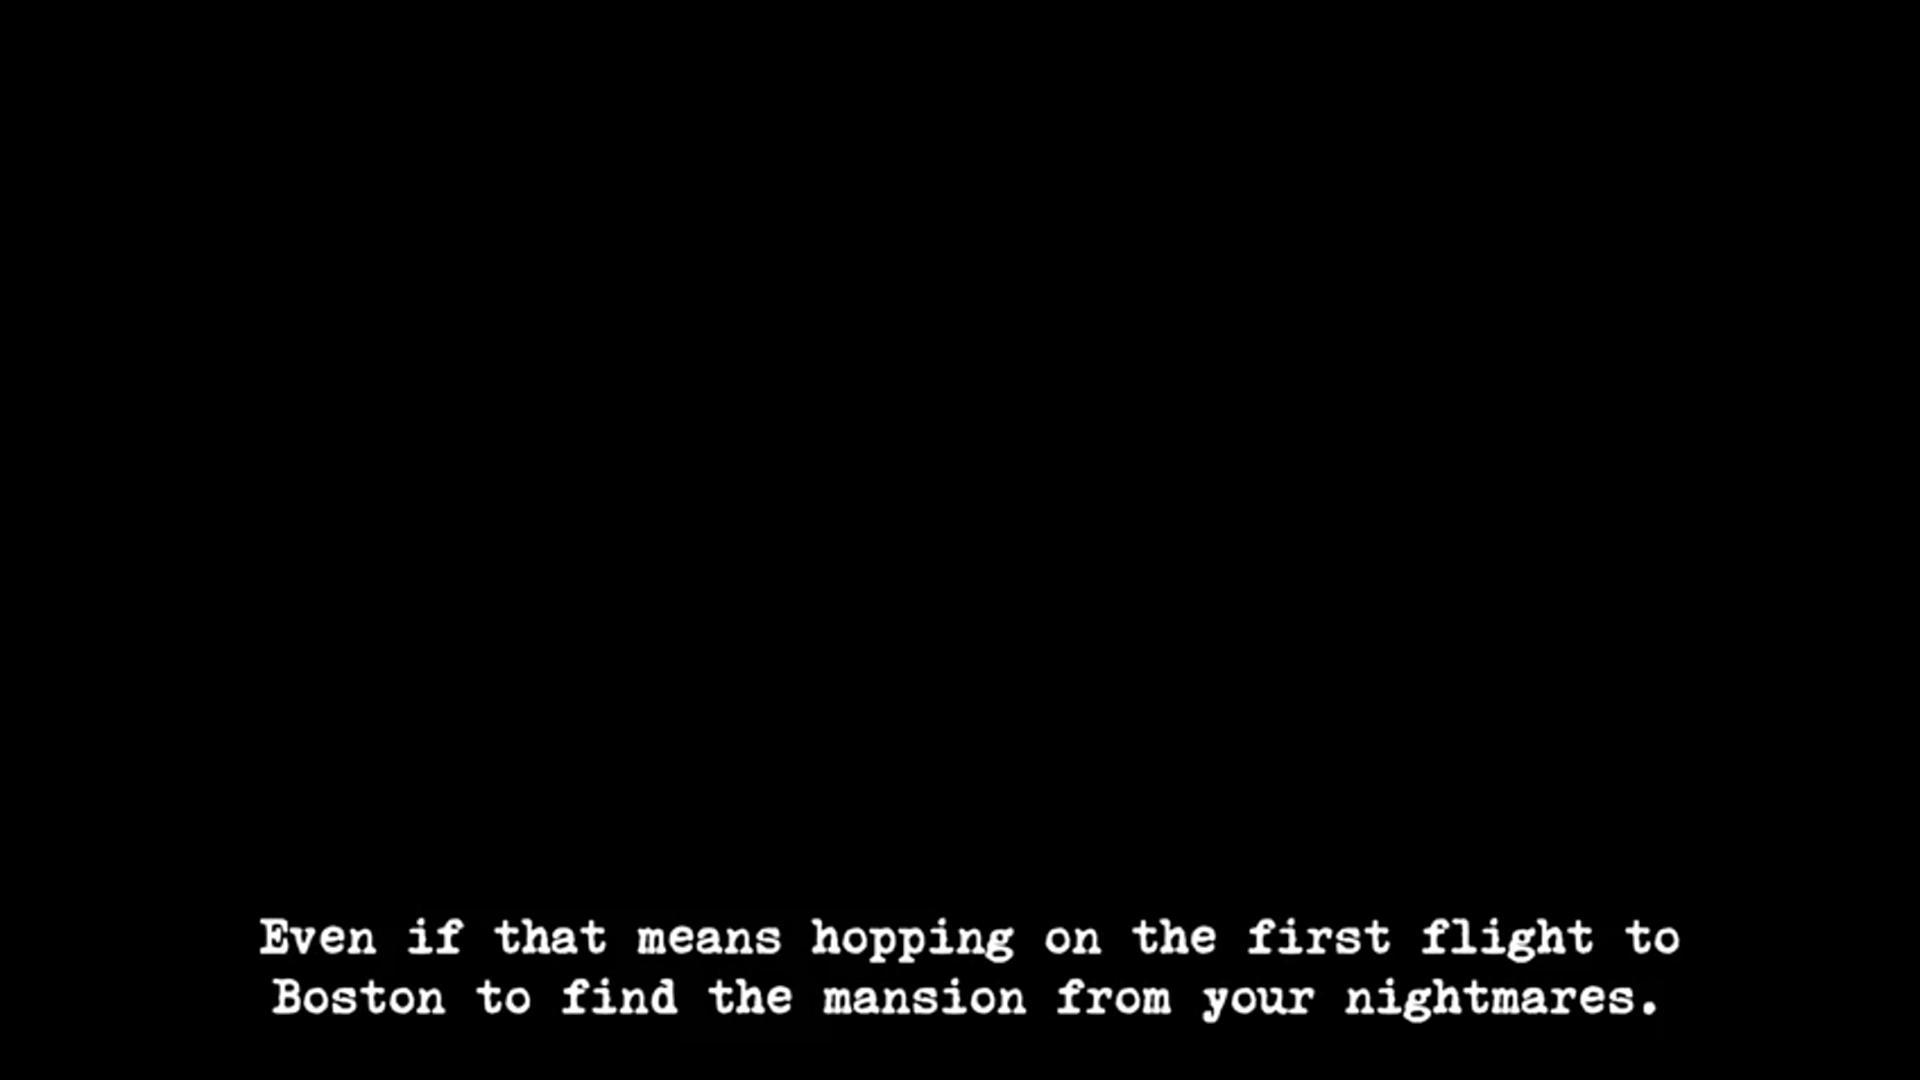 Even if that means hopping on the first flight to
Boston to find the mansion from your nightmares.